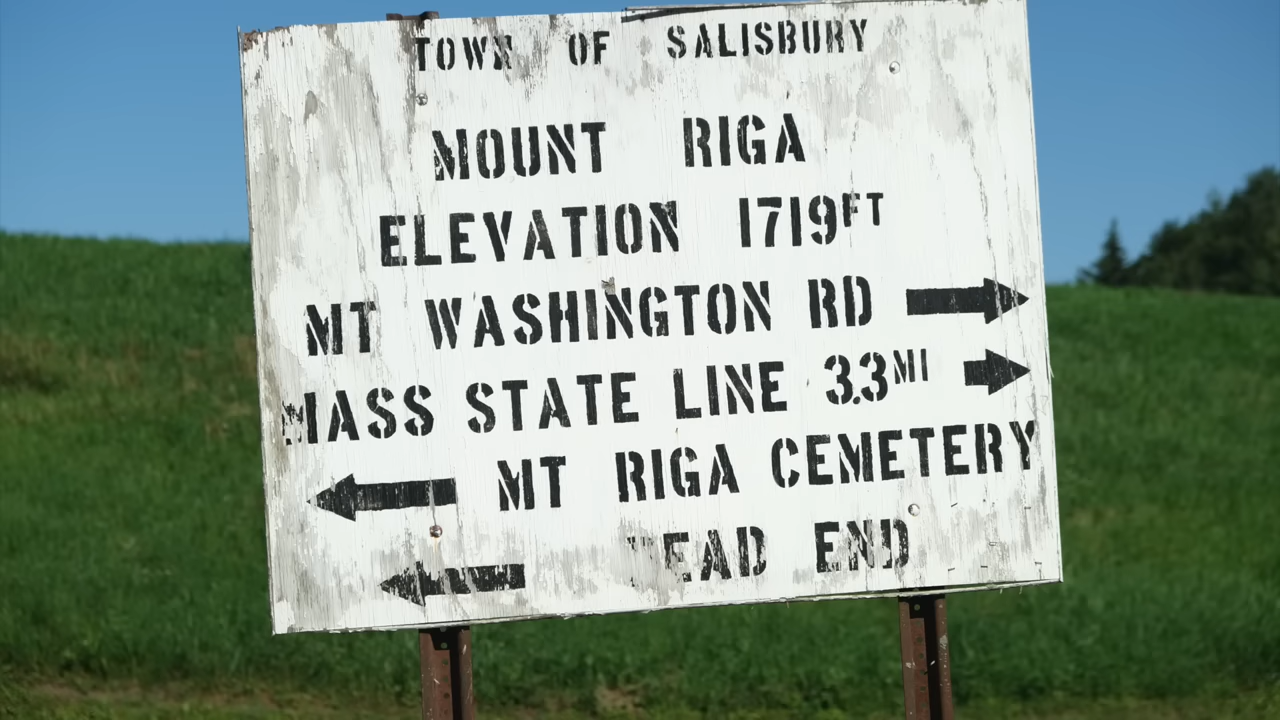 TOWN OF SALISBURY
MOUNT RIGA
ELEVATION 1719FT
MT WASHINGTON RD
MASS STATE LINE 3.3MI
MT RIGA CEMETERY
DEAD END